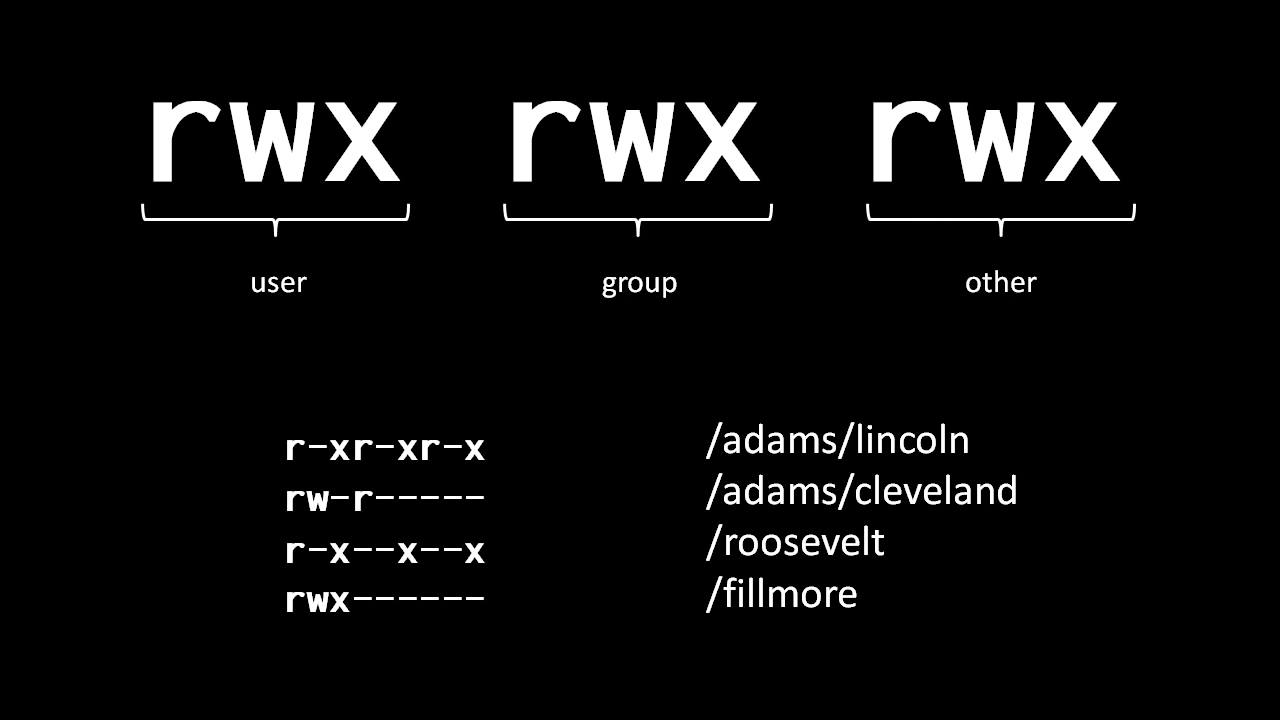 rwx rwx rwx
user group other
r-xr-xr-x /adams/lincoln
rw-r----- /adams/cleveland
r-x--x--x /roosevelt
rwx------ /fillmore